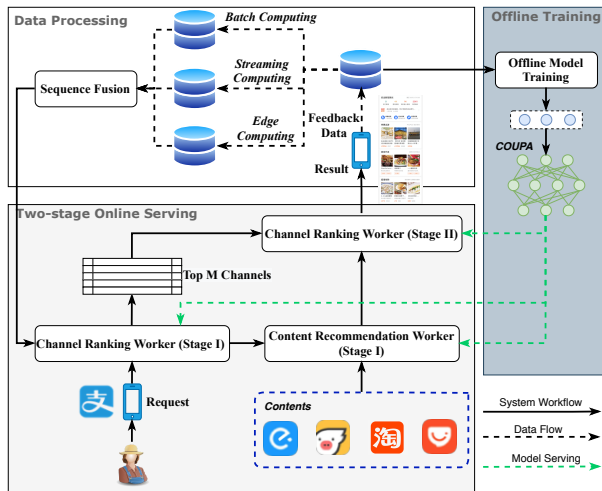 Data Processing
Batch Computing
Streaming
Computing
Edge
Computing
Sequence Fusion
Feedback
Data
Result
Offline Training
Offline Model
Training
COUPA
Two-stage Online Serving
Channel Ranking Worker (Stage II)
Top M Channels
Channel Ranking Worker (Stage I)
Content Recommendation Worker
(Stage I)
支
Request
Contents
淘
System Workflow
Data Flow
Model Serving